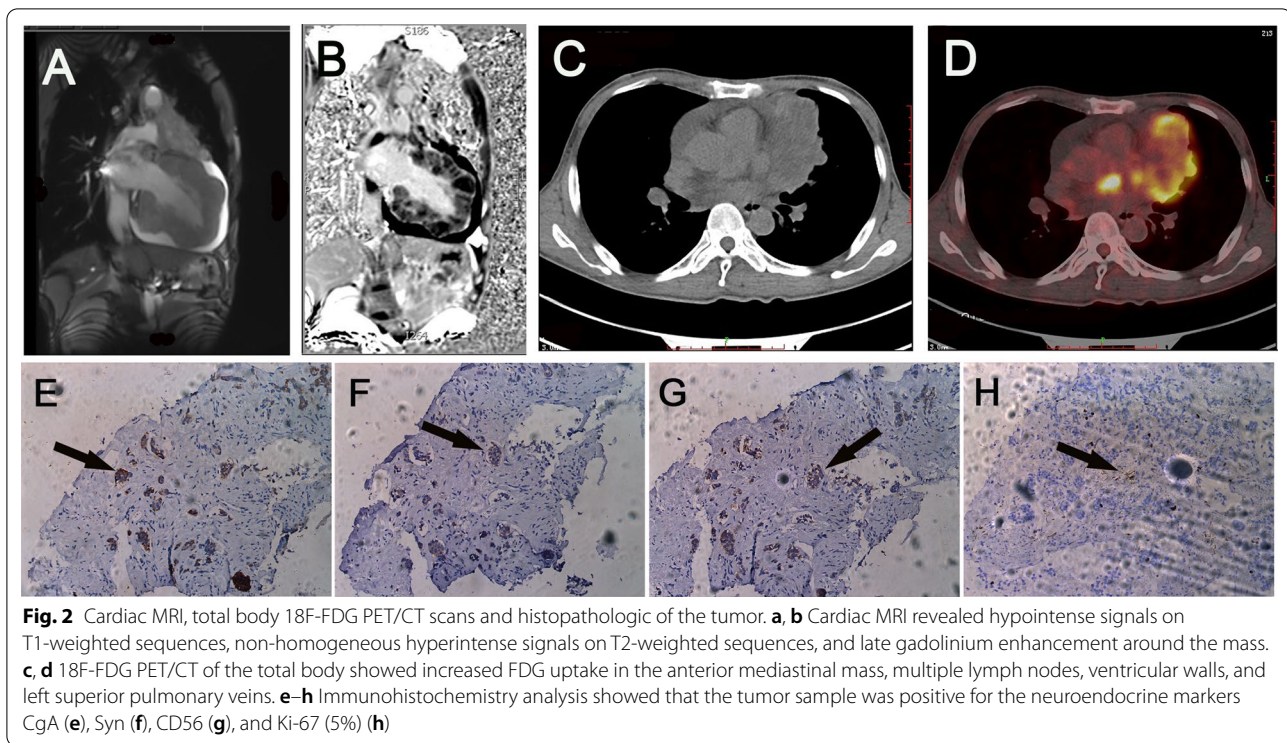 A
B
C
D
S186
I264
215
E
F
G
H
Fig. 2 Cardiac MRI, total body 18F-FDG PET/CT scans and histopathologic of the tumor. a, b Cardiac MRI revealed hypointense signals on
T1-weighted sequences, non-homogeneous hyperintense signals on T2-weighted sequences, and late gadolinium enhancement around the mass.
c, d 18F-FDG PET/CT of the total body showed increased FDG uptake in the anterior mediastinal mass, multiple lymph nodes, ventricular walls, and
left superior pulmonary veins. e–h Immunohistochemistry analysis showed that the tumor sample was positive for the neuroendocrine markers
CgA (e), Syn (f), CD56 (g), and Ki-67 (5%) (h)